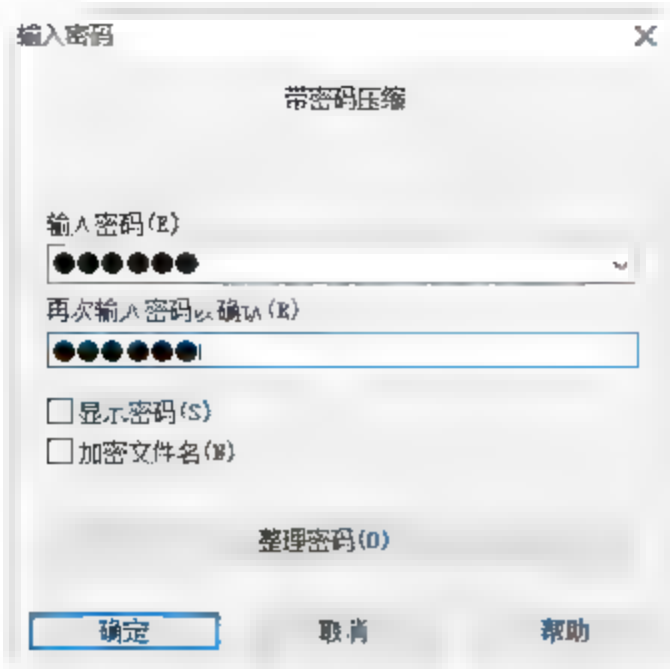 输入密码
带密码压缩
输入密码(E)
●●●●●●
再次输入密码以确认(R)
●●●●●●
显示密码(S)
加密文件名(N)
整理密码(O)
确定
取消
帮助